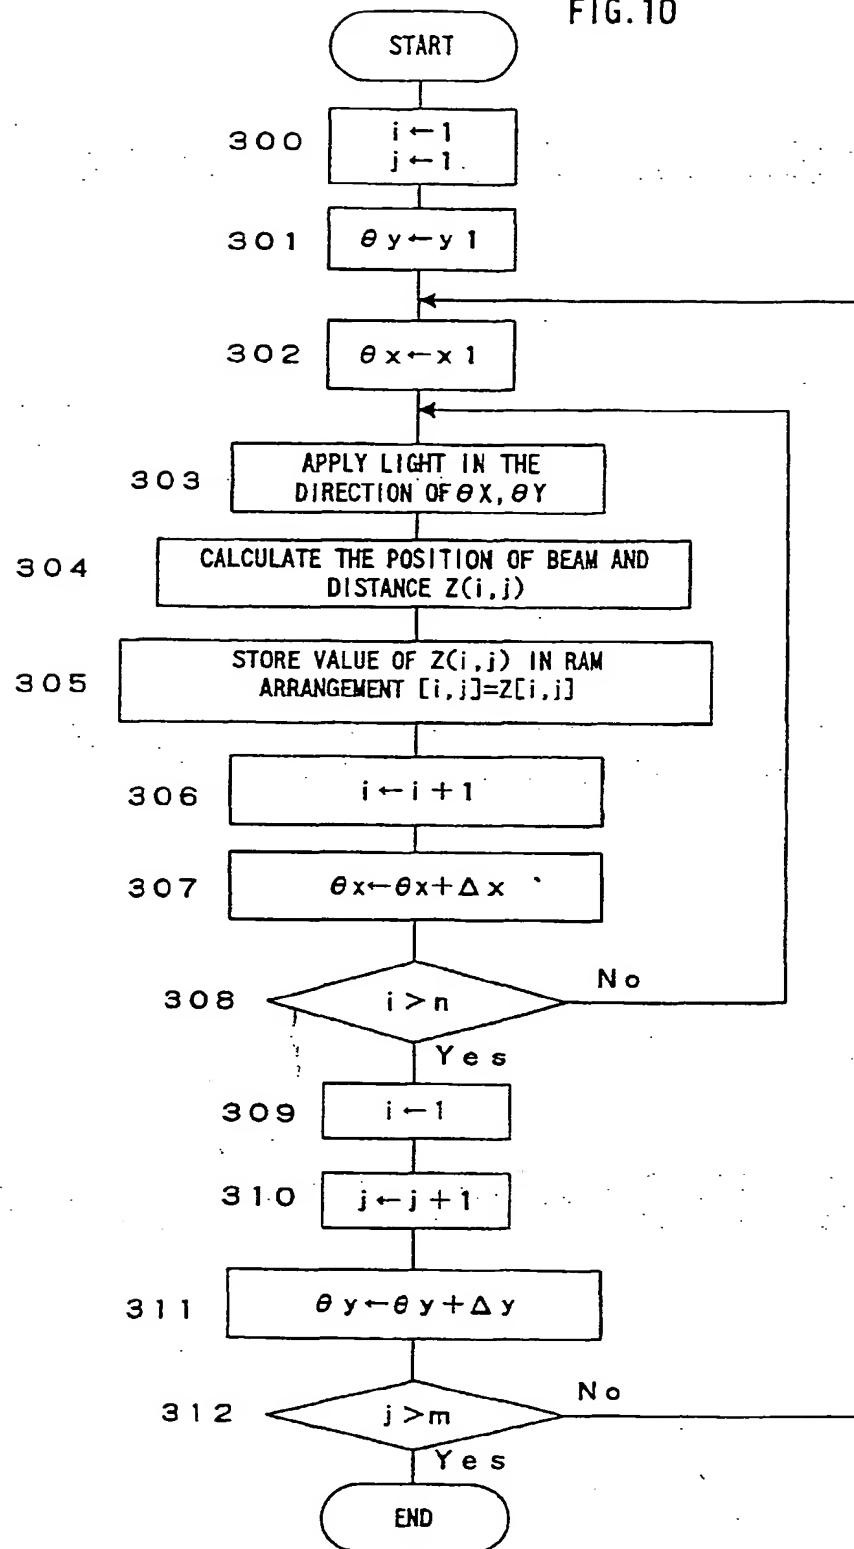 FIG.10
START
300
i←1
j←1
301
θy←y1
302
θx←x1
303
APPLY LIGHT IN THE
DIRECTION OF θX, θY
304
CALCULATE THE POSITION OF BEAM AND
DISTANCE Z(i,j)
305
STORE VALUE OF Z(i,j) IN RAM
ARRANGEMENT [i,j]=Z[i,j]
306
i←i+1
307
θx←θx+Δx
308
i>n
No
Yes
309
i←1
310
j←j+1
311
θy←θy+Δy
312
j>m
No
Yes
END